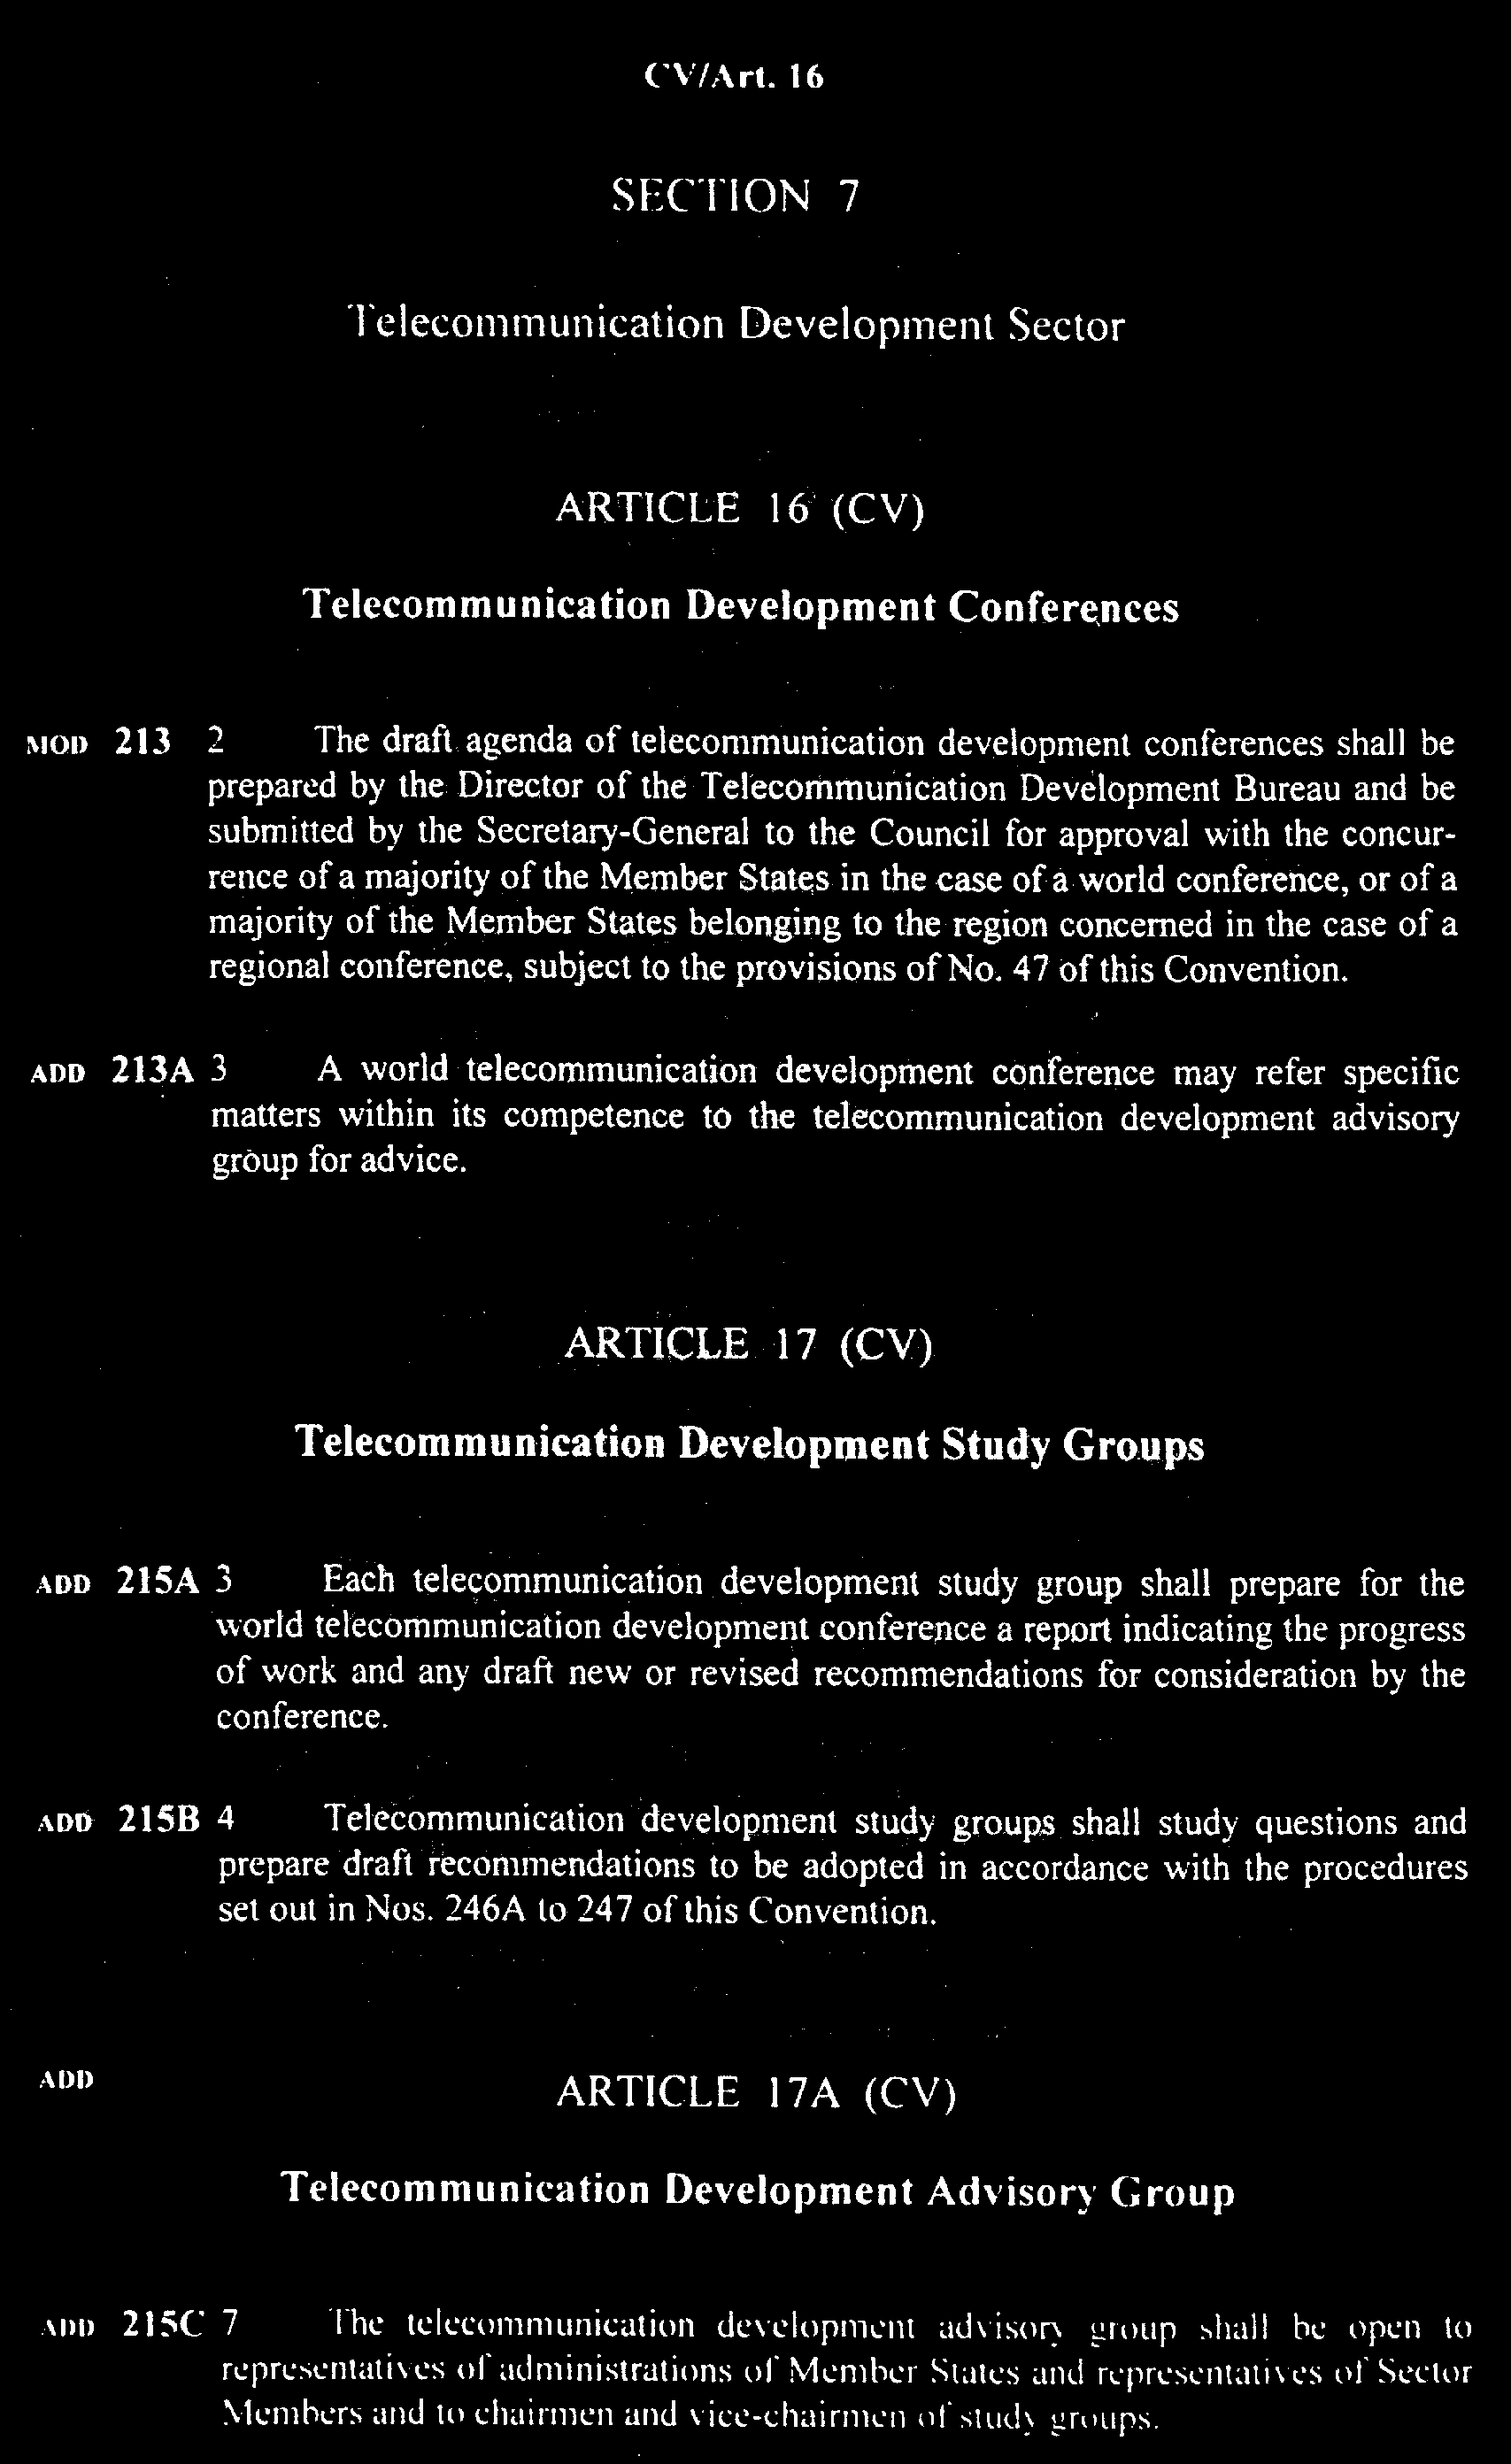 CV/Art. 16
SECTION 7
Telecommunication Development Sector
ARTICLE 16 (CV)
Telecommunication Development Conferences
MOD 213 2 The draft agenda of telecommunication development conferences shall be
prepared by the Director of the Telecommunication Development Bureau and be
submitted by the Secretary-General to the Council for approval with the concur-
rence of a majority of the Member States in the case of a world conference, or of a
majority of the Member States belonging to the region concerned in the case of a
regional conference, subject to the provisions of No. 47 of this Convention.
ADD 213A 3 A world telecommunication development conference may refer specific
matters within its competence to the telecommunication development advisory
group for advice.
ARTICLE 17 (CV)
Telecommunication Development Study Groups
ADD 215A 3 Each telecommunication development study group shall prepare for the
world telecommunication development conference a report indicating the progress
of work and any draft new or revised recommendations for consideration by the
conference.
ADD 215B 4 Telecommunication development study groups shall study questions and
prepare draft recommendations to be adopted in accordance with the procedures
set out in Nos. 246A to 247 of this Convention.
ADD ARTICLE 17A (CV)
Telecommunication Development Advisory Group
ADD 215C 7 The telecommunication development advisory group shall be open to
representatives of administrations of Member States and representatives of Sector
Members and to chairmen and vice-chairmen of study groups.